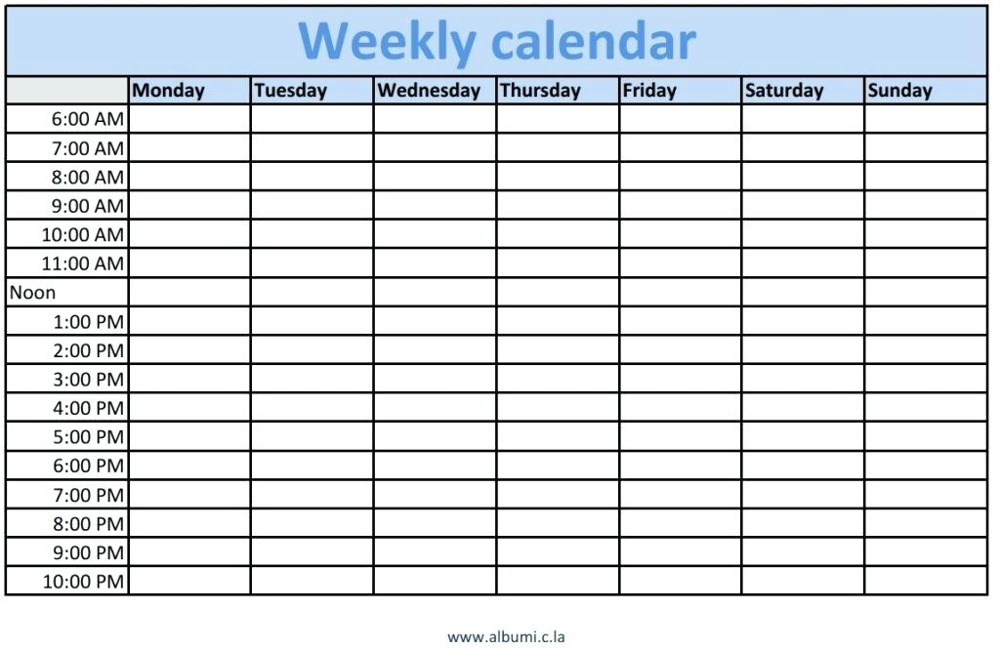 Weekly calendar
Monday Tuesday Wednesday Thursday Friday Saturday Sunday
6:00 AM
7:00 AM
8:00 AM
9:00 AM
10:00 AM
11:00 AM
Noon
1:00 PM
2:00 PM
3:00 PM
4:00 PM
5:00 PM
6:00 PM
7:00 PM
8:00 PM
9:00 PM
10:00 PM
www.albumi.c.la